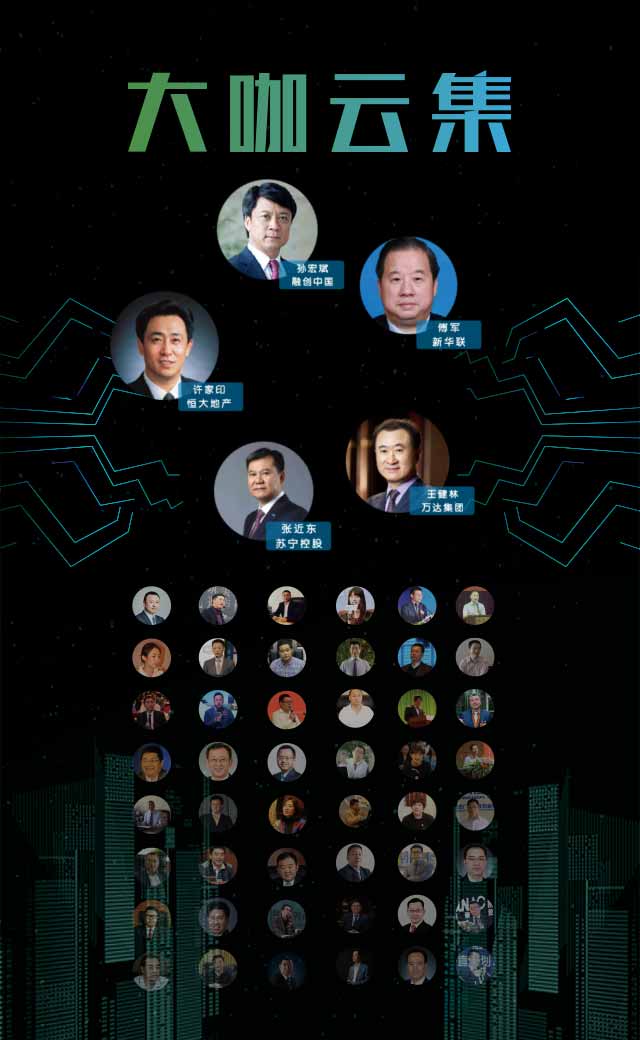 大咖云集
孙宏斌
融创中国
傅军
新华联
许家印
恒大地产
王健林
万达集团
张近东
苏宁控股